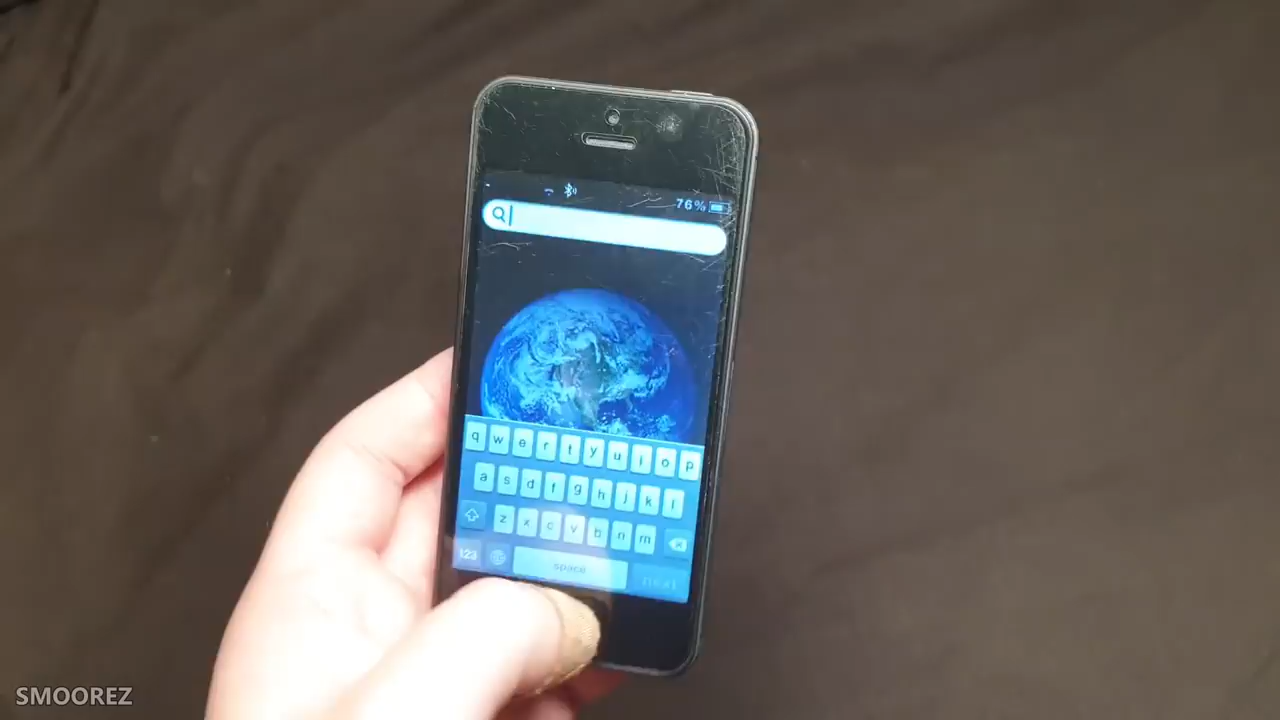 76%
q w e r t y u i o p
a s d f g h j k l
z x c v b n m
123 space
SMOOREZ